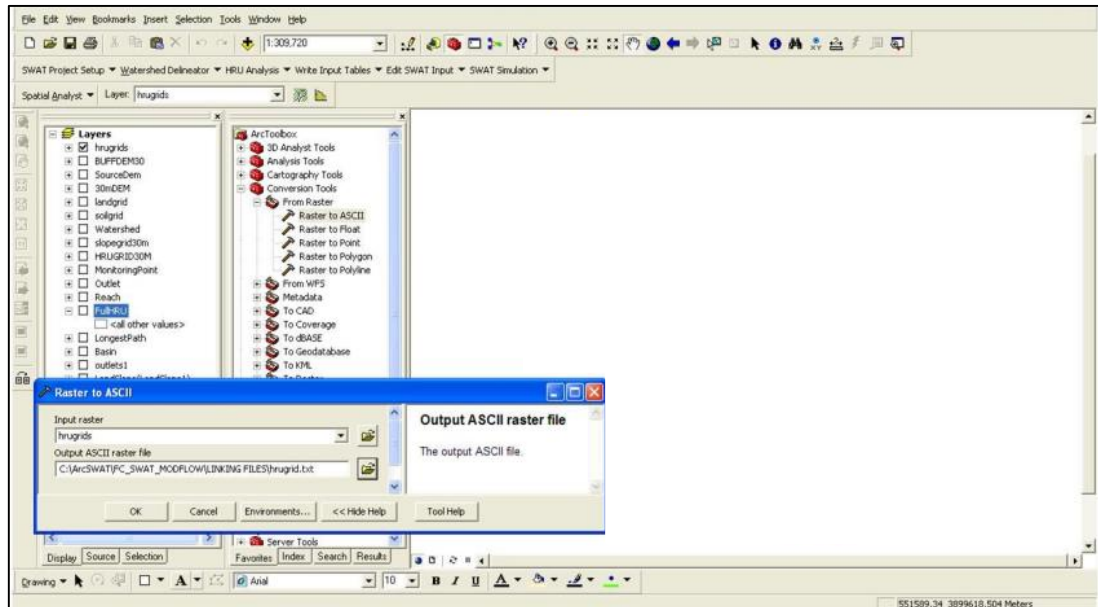 File Edit View Bookmarks Insert Selection Tools Window Help
1:309,720
SWAT Project Setup Watershed Delineator HRU Analysis Write Input Tables Edit SWAT Input SWAT Simulation
Spatial Analyst Layer: hrugrids
Layers
hrugrids
BUFFDEM30
SourceDem
30mDEM
landgrid
soilgrid
Watershed
slopegrid30m
HRUGRID30M
MonitoringPoint
Outlet
Reach
FullHRU
<all other values>
LongestPath
Basin
outlets1
ArcToolbox
3D Analyst Tools
Analysis Tools
Cartography Tools
Conversion Tools
From Raster
Raster to ASCII
Raster to Float
Raster to Point
Raster to Polygon
Raster to Polyline
From WFS
Metadata
To CAD
To Coverage
To dBASE
To Geodatabase
To KML
Raster to ASCII
Input raster
hrugrids
Output ASCII raster file
C:\ArcSWAT\FC_SWAT_MODFLOW\LINKING FILES\hrugrid.txt
Output ASCII raster file
The output ASCII file.
OK Cancel Environments... << Hide Help Tool Help
Server Tools
Display Source Selection
Favorites Index Search Results
Drawing A Arial 10 B I U A
551589.34 3899618.504 Meters